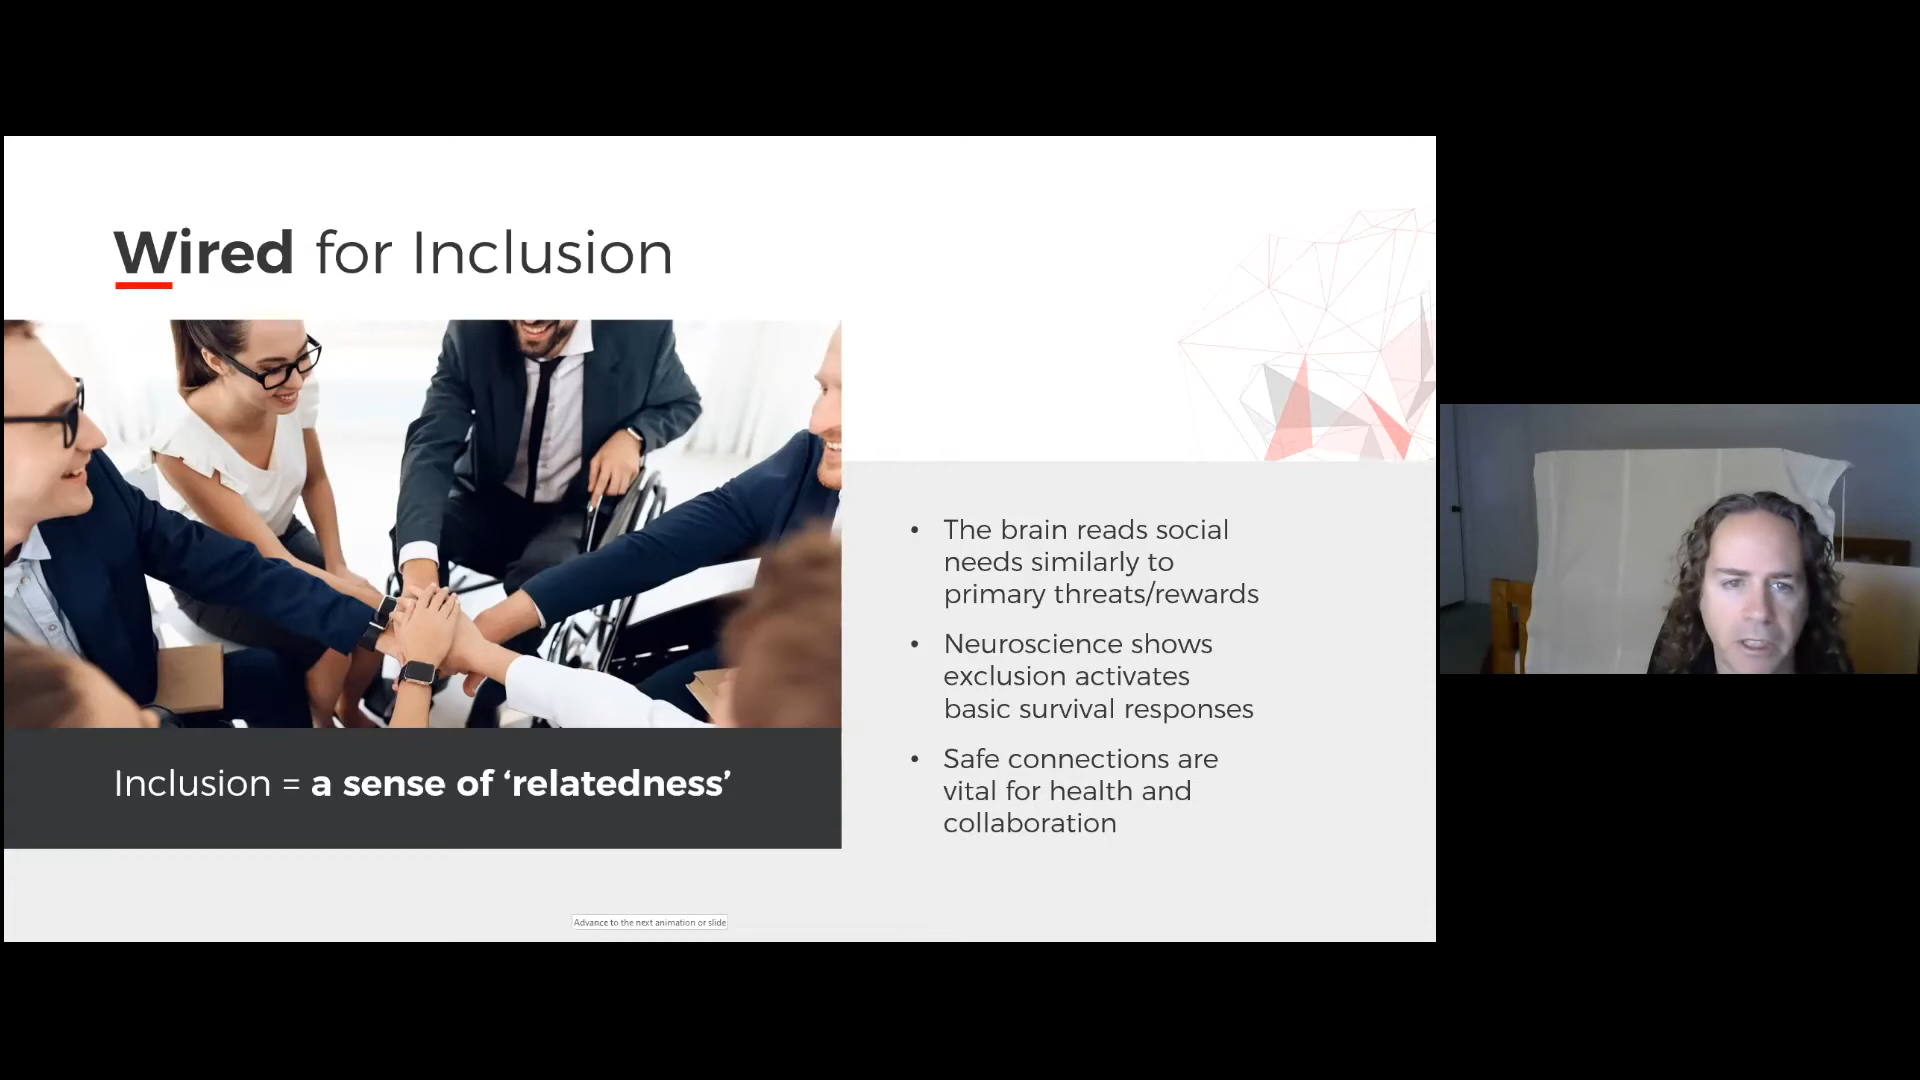 Wired for Inclusion
Inclusion = a sense of ‘relatedness’
• The brain reads social
needs similarly to
primary threats/rewards
• Neuroscience shows
exclusion activates
basic survival responses
• Safe connections are
vital for health and
collaboration
Advance to the next animation or slide